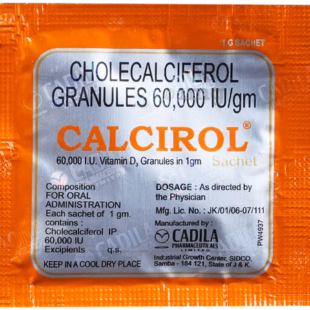 1 G SACHET
CHOLECALCIFEROL
GRANULES 60,000 IU/gm
CALCIROL®
60,000 I.U. Vitamin D3 Granules in 1gm
Sachet
Composition
FOR ORAL
ADMINISTRATION
Each sachet of 1 gm.
contains :
Cholecalciferol IP
60,000 IU
Excipients q.s.
KEEP IN A COOL DRY PLACE
DOSAGE : As directed by
the Physician
Mfg. Lic. No. : JK/01/06-07/111
Manufactured by :
CADILA
PHARMACEUTICALS
LIMITED
Industrial Growth Center, SIDCO,
Samba - 184 121, State of J & K.
PW4937